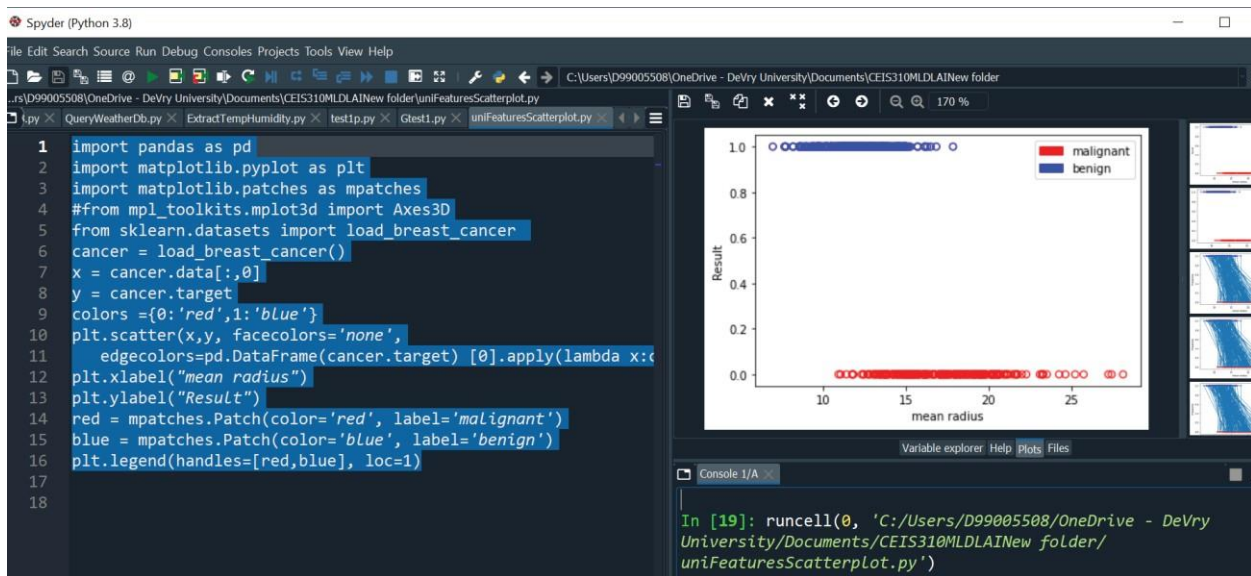 Spyder (Python 3.8)
File Edit Search Source Run Debug Consoles Projects Tools View Help
C:\Users\D99005508\OneDrive - DeVry University\Documents\CEIS310MLDLAINew folder
...rs\D99005508\OneDrive - DeVry University\Documents\CEIS310MLDLAINew folder\uniFeaturesScatterplot.py
.py QueryWeatherDb.py ExtractTempHumidity.py test1p.py Gtest1.py uniFeaturesScatterplot.py
1 import pandas as pd
2 import matplotlib.pyplot as plt
3 import matplotlib.patches as mpatches
4 #from mpl_toolkits.mplot3d import Axes3D
5 from sklearn.datasets import load_breast_cancer
6 cancer = load_breast_cancer()
7 x = cancer.data[:,0]
8 y = cancer.target
9 colors ={0:'red',1:'blue'}
10 plt.scatter(x,y, facecolors='none',
11 edgecolors=pd.DataFrame(cancer.target) [0].apply(lambda x:c
12 plt.xlabel("mean radius")
13 plt.ylabel("Result")
14 red = mpatches.Patch(color='red', label='malignant')
15 blue = mpatches.Patch(color='blue', label='benign')
16 plt.legend(handles=[red,blue], loc=1)
17
18
170 %
malignant
benign
1.0
0.8
0.6
0.4
0.2
0.0
Result
10 15 20 25
mean radius
Variable explorer Help Plots Files
Console 1/A
In [19]: runcell(0, 'C:/Users/D99005508/OneDrive - DeVry
University/Documents/CEIS310MLDLAINew folder/
uniFeaturesScatterplot.py')